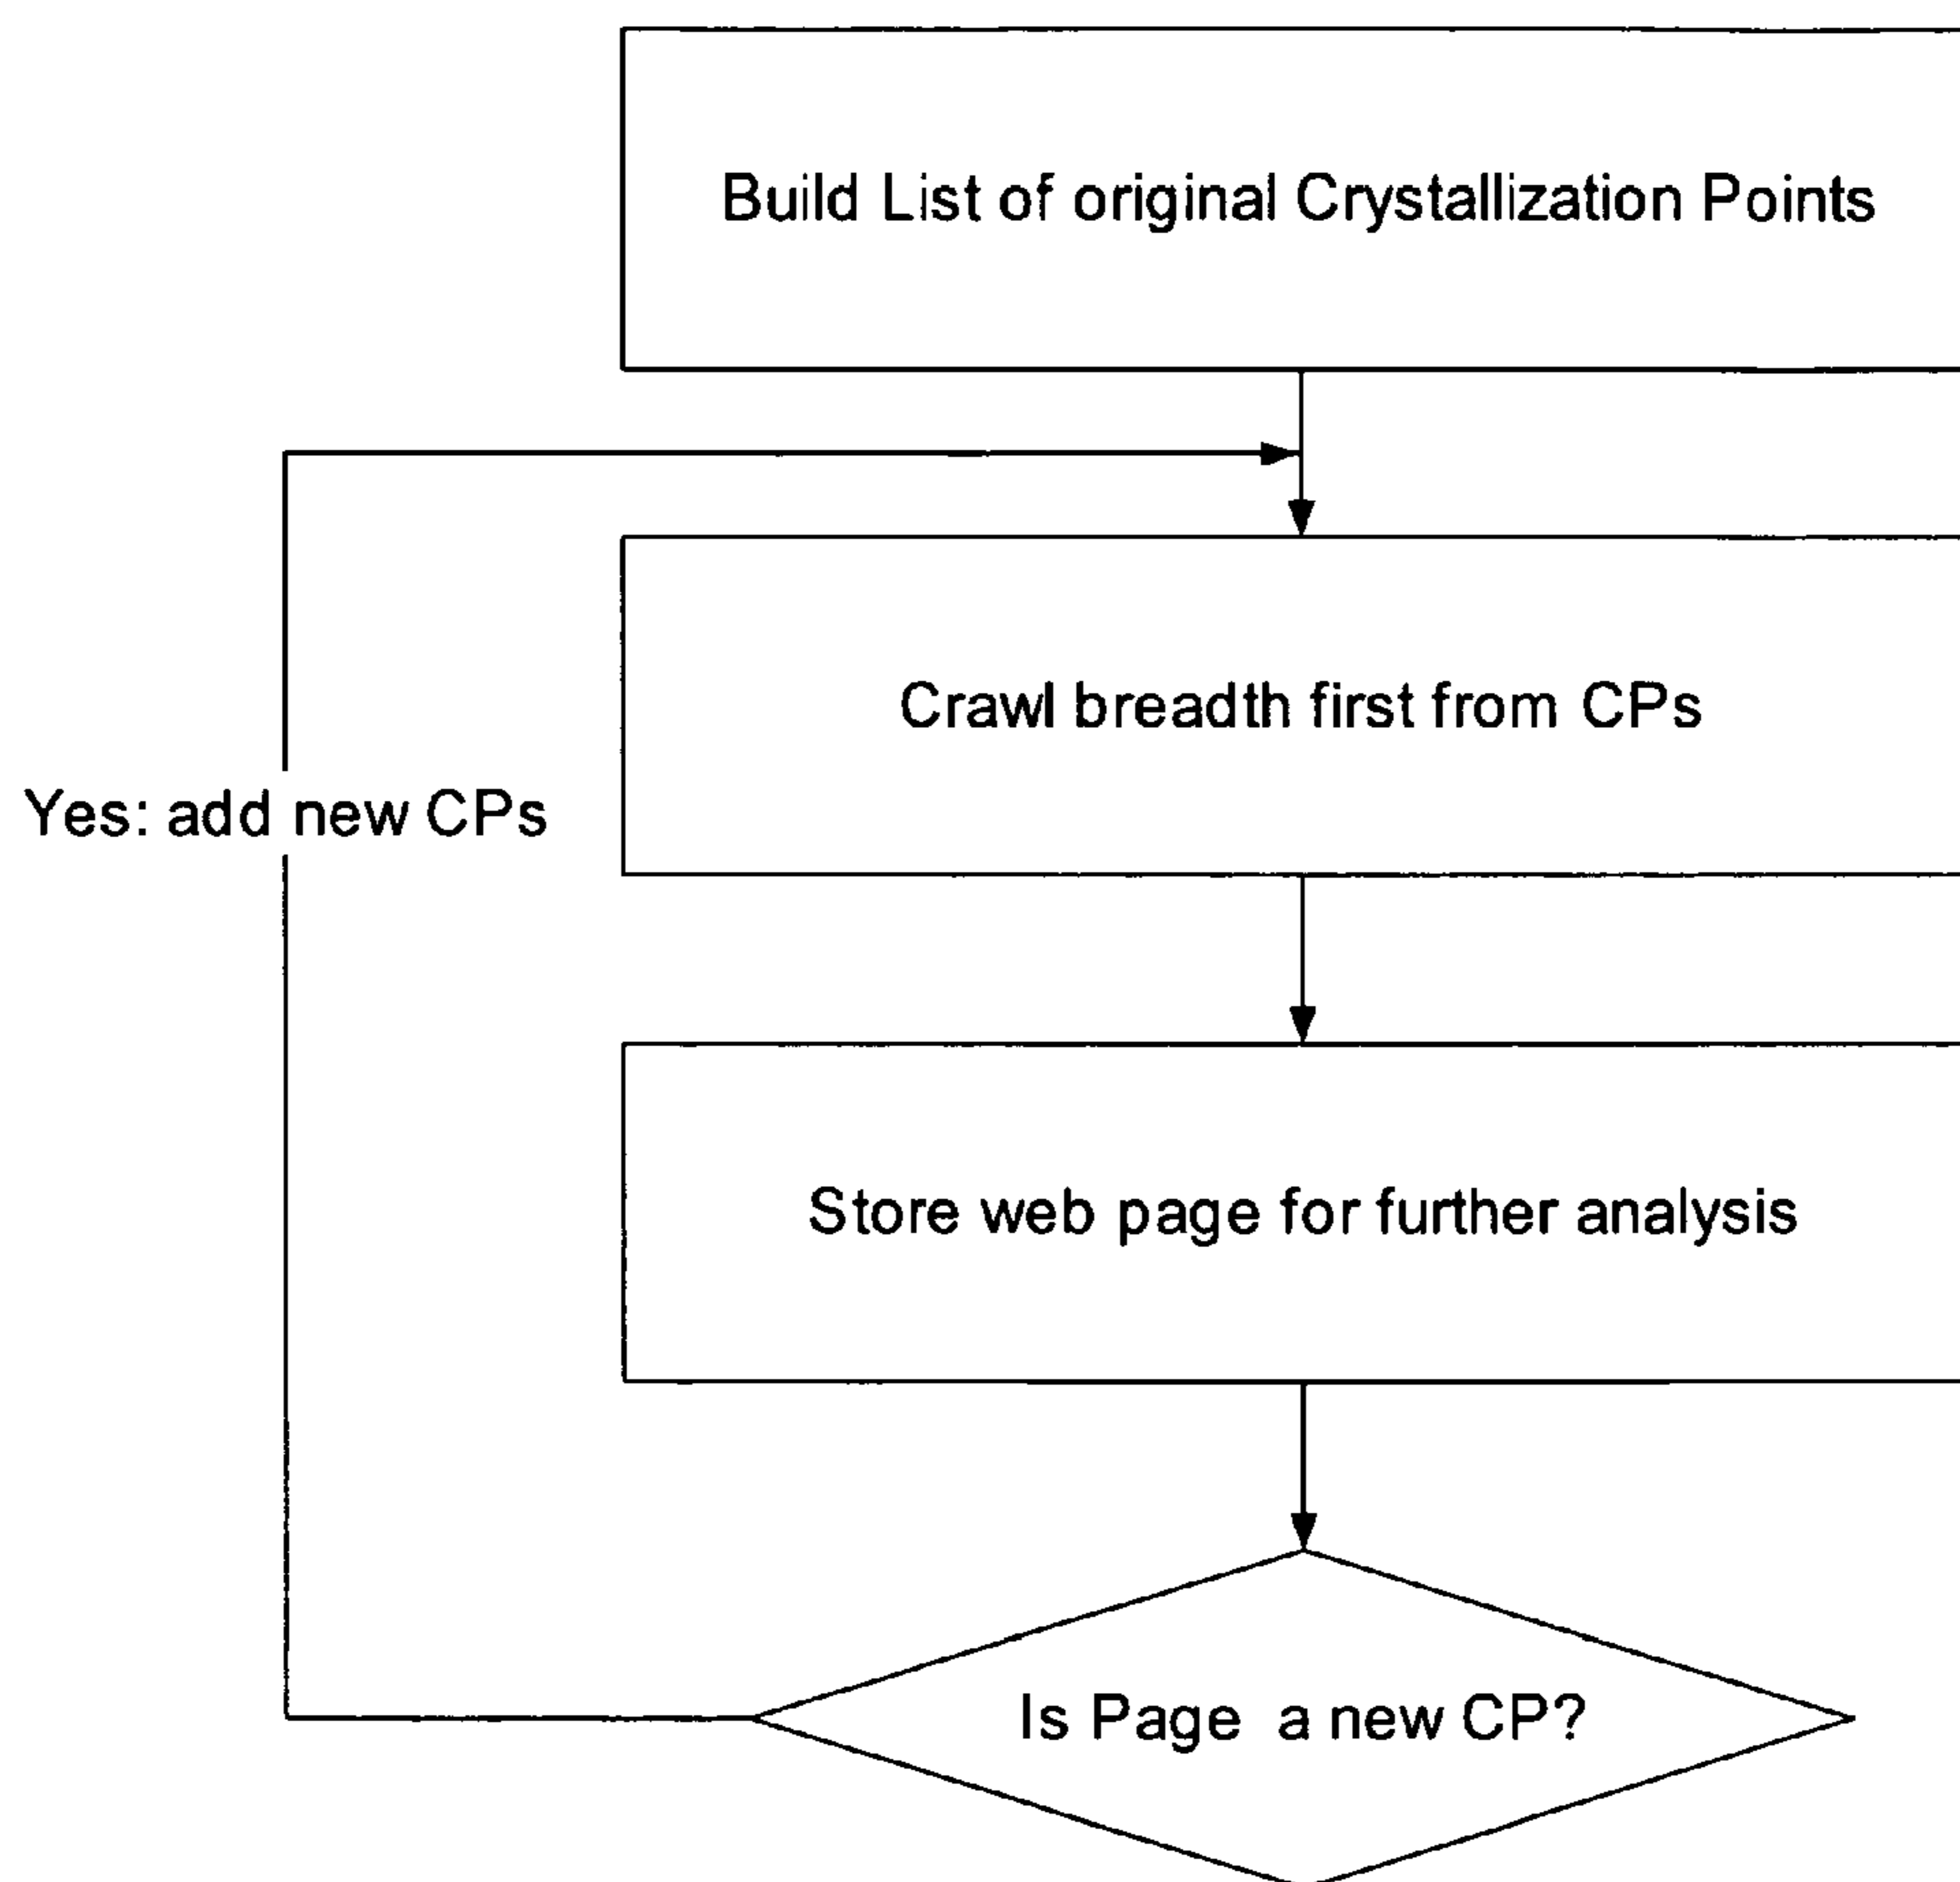 Build List of original Crystallization Points
Crawl breadth first from CPs
Yes: add new CPs
Store web page for further analysis
Is Page a new CP?